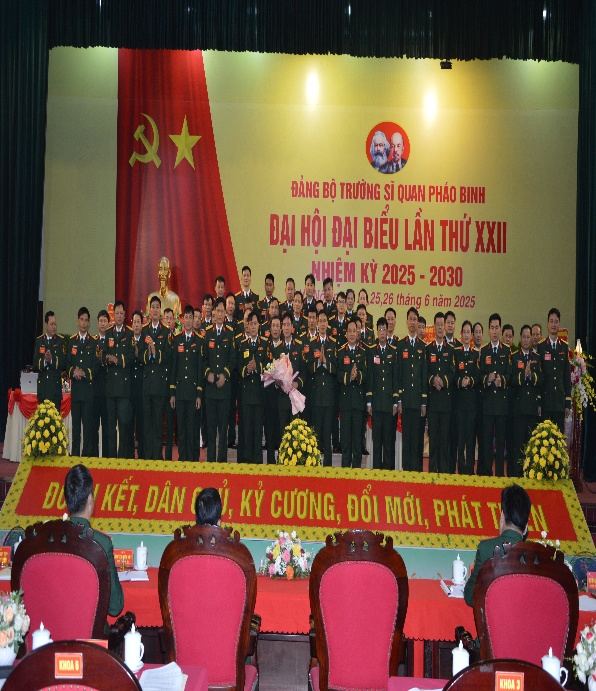 ĐẢNG BỘ TRƯỜNG SĨ QUAN PHÁO BINH
ĐẠI HỘI ĐẠI BIỂU LẦN THỨ XXII
NHIỆM KỲ 2025 - 2030
25,26 tháng 6 năm 2025
KẾT, DÂN CHỦ, KỶ CƯƠNG, ĐỔI MỚI, PHÁT
KHOA 6
KHOA 3